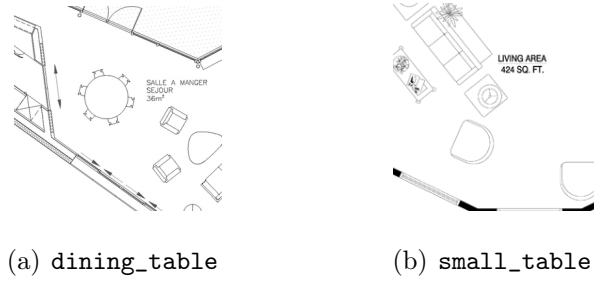 SALLE A MANGER
SEJOUR
36m²
LIVING AREA
424 SQ. FT.
(a) dining_table
(b) small_table